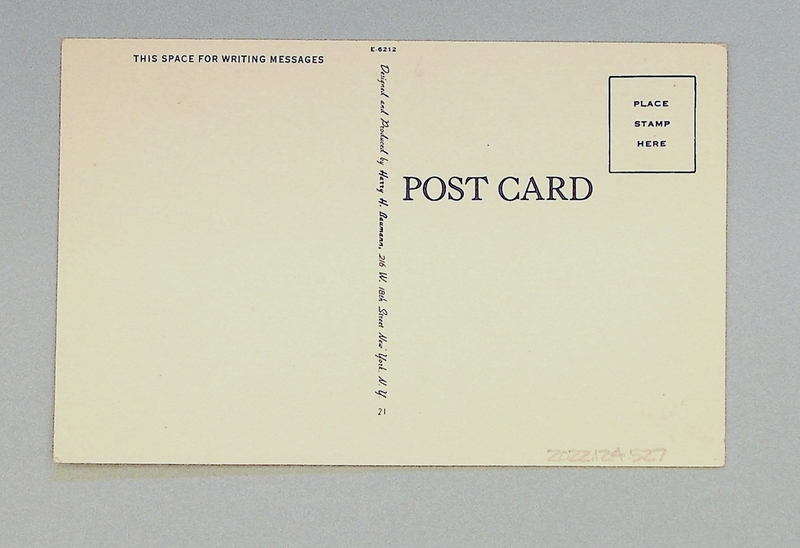 THIS SPACE FOR WRITING MESSAGES
E-6212
Designed and Produced by Harry H. Baumann, 216 W. 18th Street New York, N.Y.
21
POST CARD
PLACE
STAMP
HERE
2022.124.527